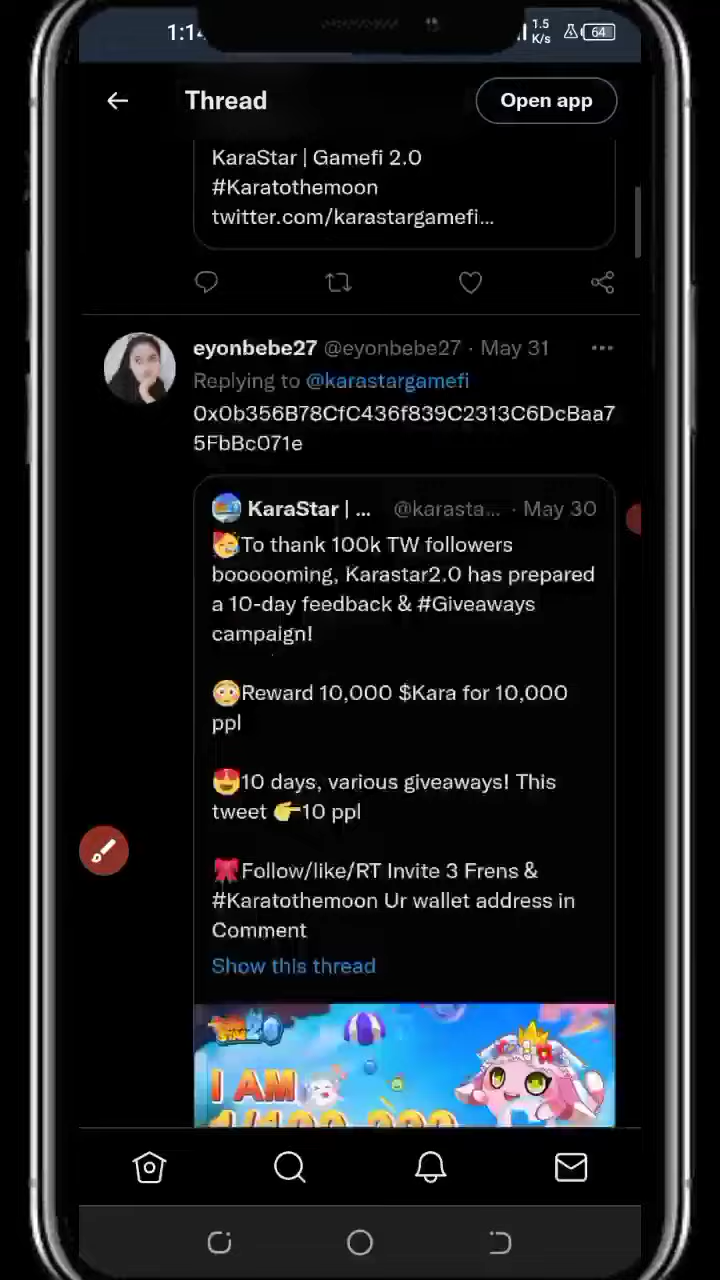 1:14
1.5
K/s
64
Thread
Open app
KaraStar | Gamefi 2.0
#Karatothemoon
twitter.com/karastargamefi...
eyonbebe27 @eyonbebe27 · May 31
Replying to @karastargamefi
0x0b356B78CfC436f839C2313C6DcBaa7
5FbBc071e
KaraStar | ... @karasta... · May 30
🥳To thank 100k TW followers
boooooming, Karastar2.0 has prepared
a 10-day feedback & #Giveaways
campaign!
😳Reward 10,000 $Kara for 10,000
ppl
😍10 days, various giveaways! This
tweet 👉10 ppl
🎀Follow/like/RT Invite 3 Frens &
#Karatothemoon Ur wallet address in
Comment
Show this thread
I AM